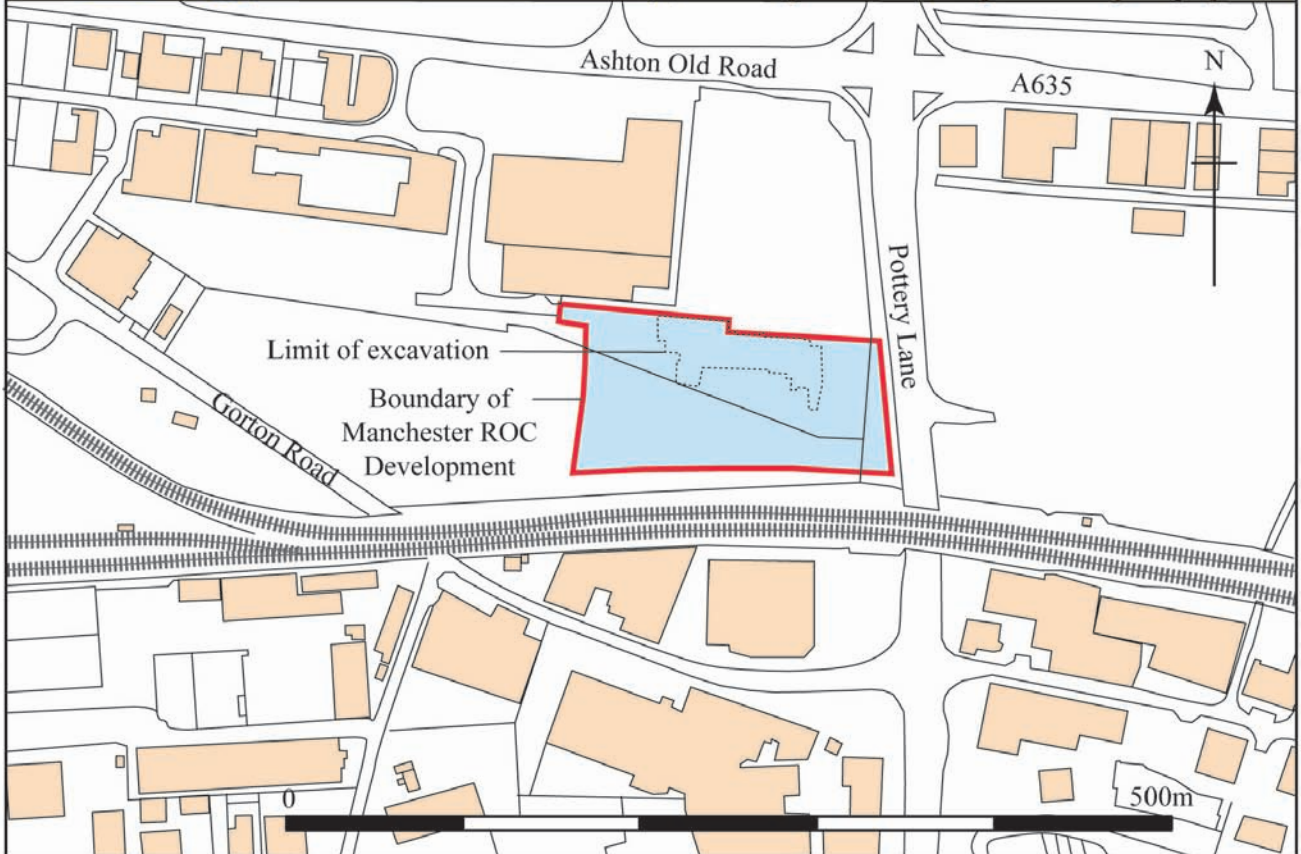 Ashton Old Road
A635
N
Pottery Lane
Limit of excavation
Boundary of
Manchester ROC
Development
Gorton Road
0
500m